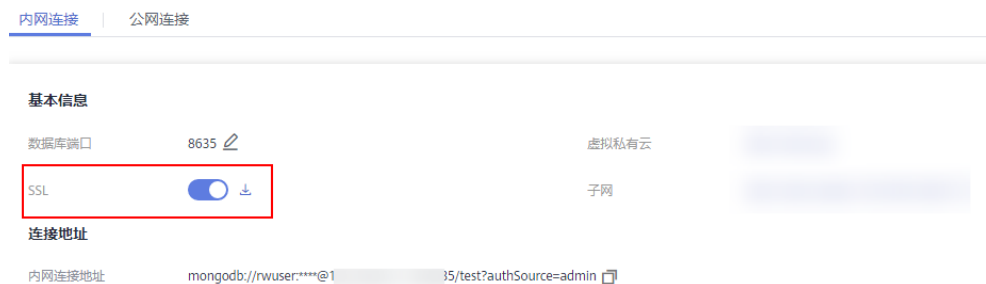 内网连接 公网连接
基本信息
数据库端口 8635 虚拟私有云
SSL 子网
连接地址
内网连接地址 mongodb://rwuser:****@1 35/test?authSource=admin